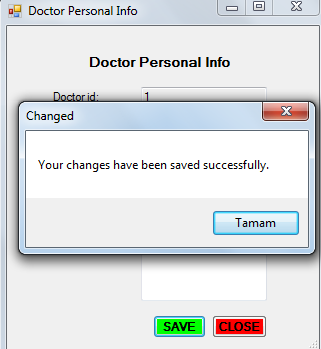 Doctor Personal Info
Doctor Personal Info
Doctor id: 1
Changed
Your changes have been saved successfully.
Tamam
SAVE CLOSE